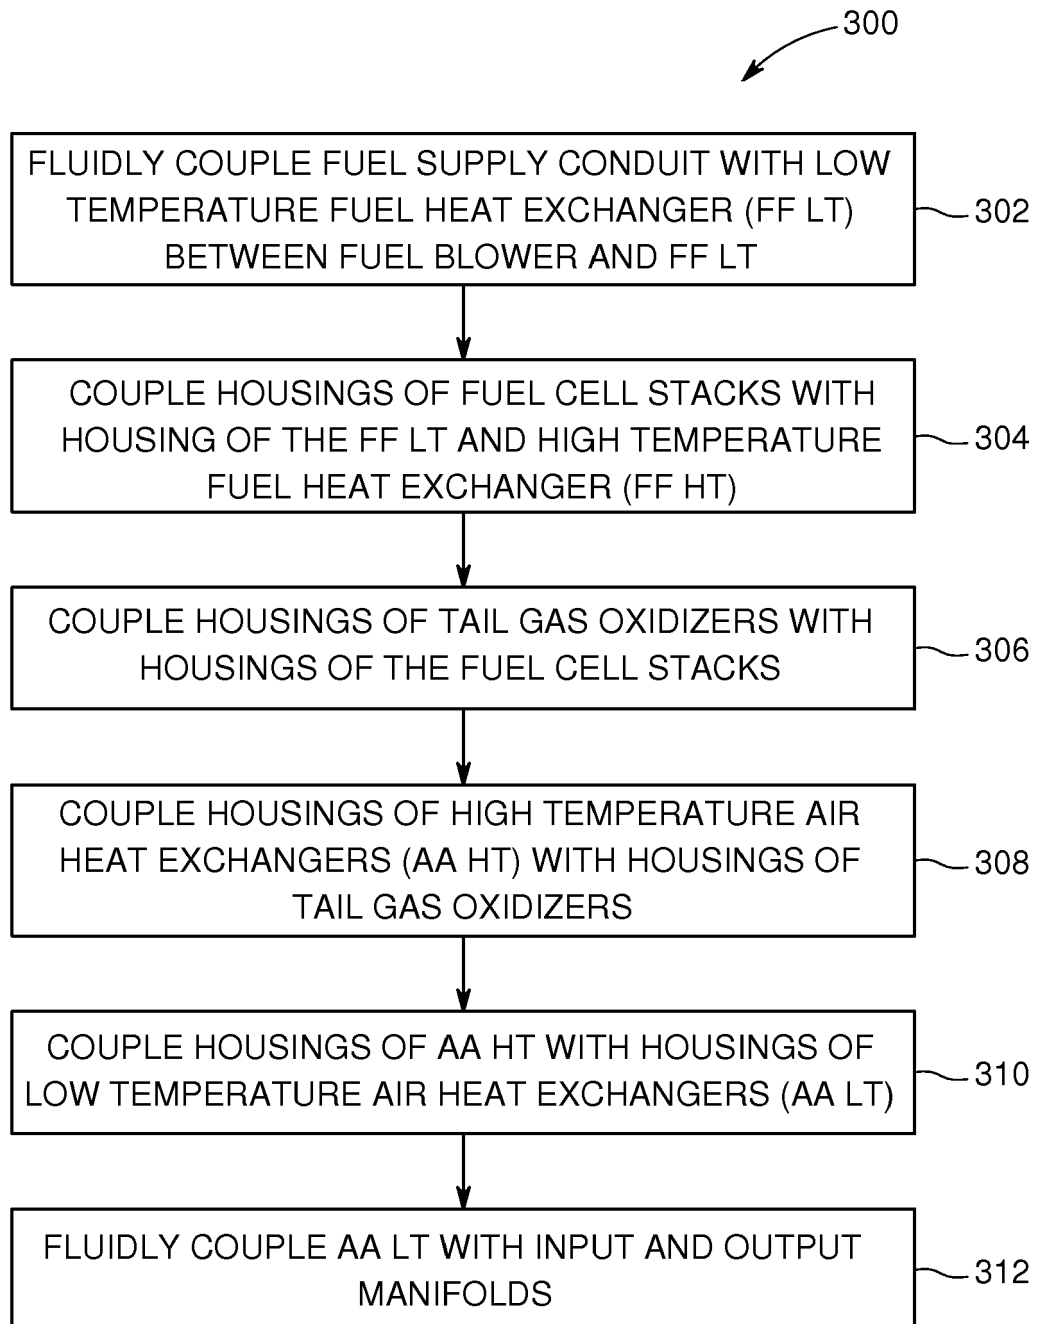 300
FLUIDLY COUPLE FUEL SUPPLY CONDUIT WITH LOW
TEMPERATURE FUEL HEAT EXCHANGER (FF LT)
BETWEEN FUEL BLOWER AND FF LT
302
COUPLE HOUSINGS OF FUEL CELL STACKS WITH
HOUSING OF THE FF LT AND HIGH TEMPERATURE
FUEL HEAT EXCHANGER (FF HT)
304
COUPLE HOUSINGS OF TAIL GAS OXIDIZERS WITH
HOUSINGS OF THE FUEL CELL STACKS
306
COUPLE HOUSINGS OF HIGH TEMPERATURE AIR
HEAT EXCHANGERS (AA HT) WITH HOUSINGS OF
TAIL GAS OXIDIZERS
308
COUPLE HOUSINGS OF AA HT WITH HOUSINGS OF
LOW TEMPERATURE AIR HEAT EXCHANGERS (AA LT)
310
FLUIDLY COUPLE AA LT WITH INPUT AND OUTPUT
MANIFOLDS
312